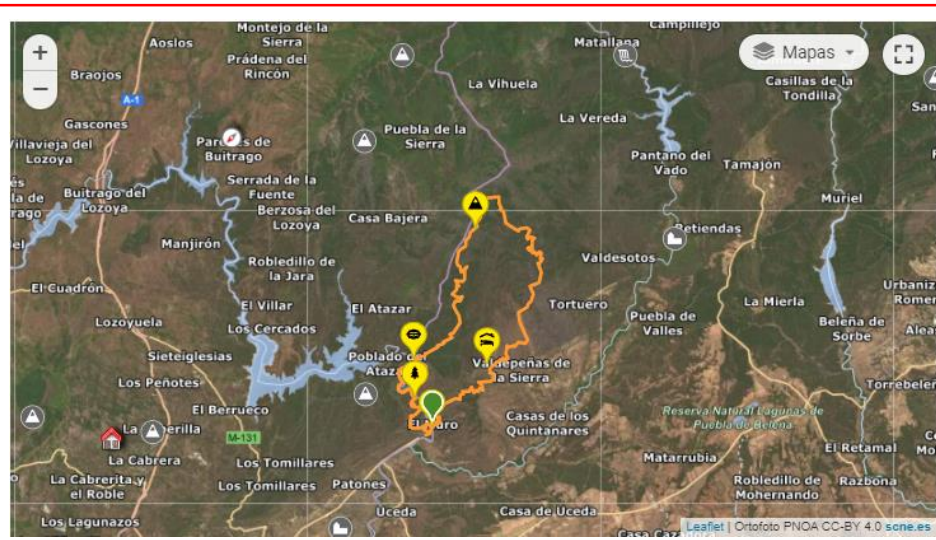 Montejo de la
Sierra
Aoslos
Campillejo
Matallana
Mapas
Prádena del
Rincón
Braojos
La Vihuela
Casillas de la
Tondilla
A-1
Gascones
La Vereda
Puebla de la
Sierra
Villavieja del
Lozoya
Buitrago
Pantano del
Vado
Tamajón
Serrada de la
Fuente
Buitrago del
Lozoya
Berzosa del
Lozoya
Casa Bajera
Muriel
Retiendas
Manjirón
Robledillo de
la Jara
Valdesotos
El Cuadrón
El Villar
El Atazar
Tortuero
La Mierla
Lozoyuela
Los Cercados
Puebla de
Valles
Beleña de
Sorbe
Sieteiglesias
Poblado del
Atazar
Valdepeñas de
la Sierra
Los Peñotes
El Berrueco
Casas de los
Quintanares
Reserva Natural Lagunas de
Puebla de Beleña
M-131
La Cabrera
Los Tomillares
Matarrubia
El Retamal
La Cabrerita y
el Roble
Los Tomillares
Patones
Robledillo de
Mohernando
Razbona
Los Lagunazos
Uceda
Casa de Uceda
Leaflet | Ortofoto PNOA CC-BY 4.0 scne.es